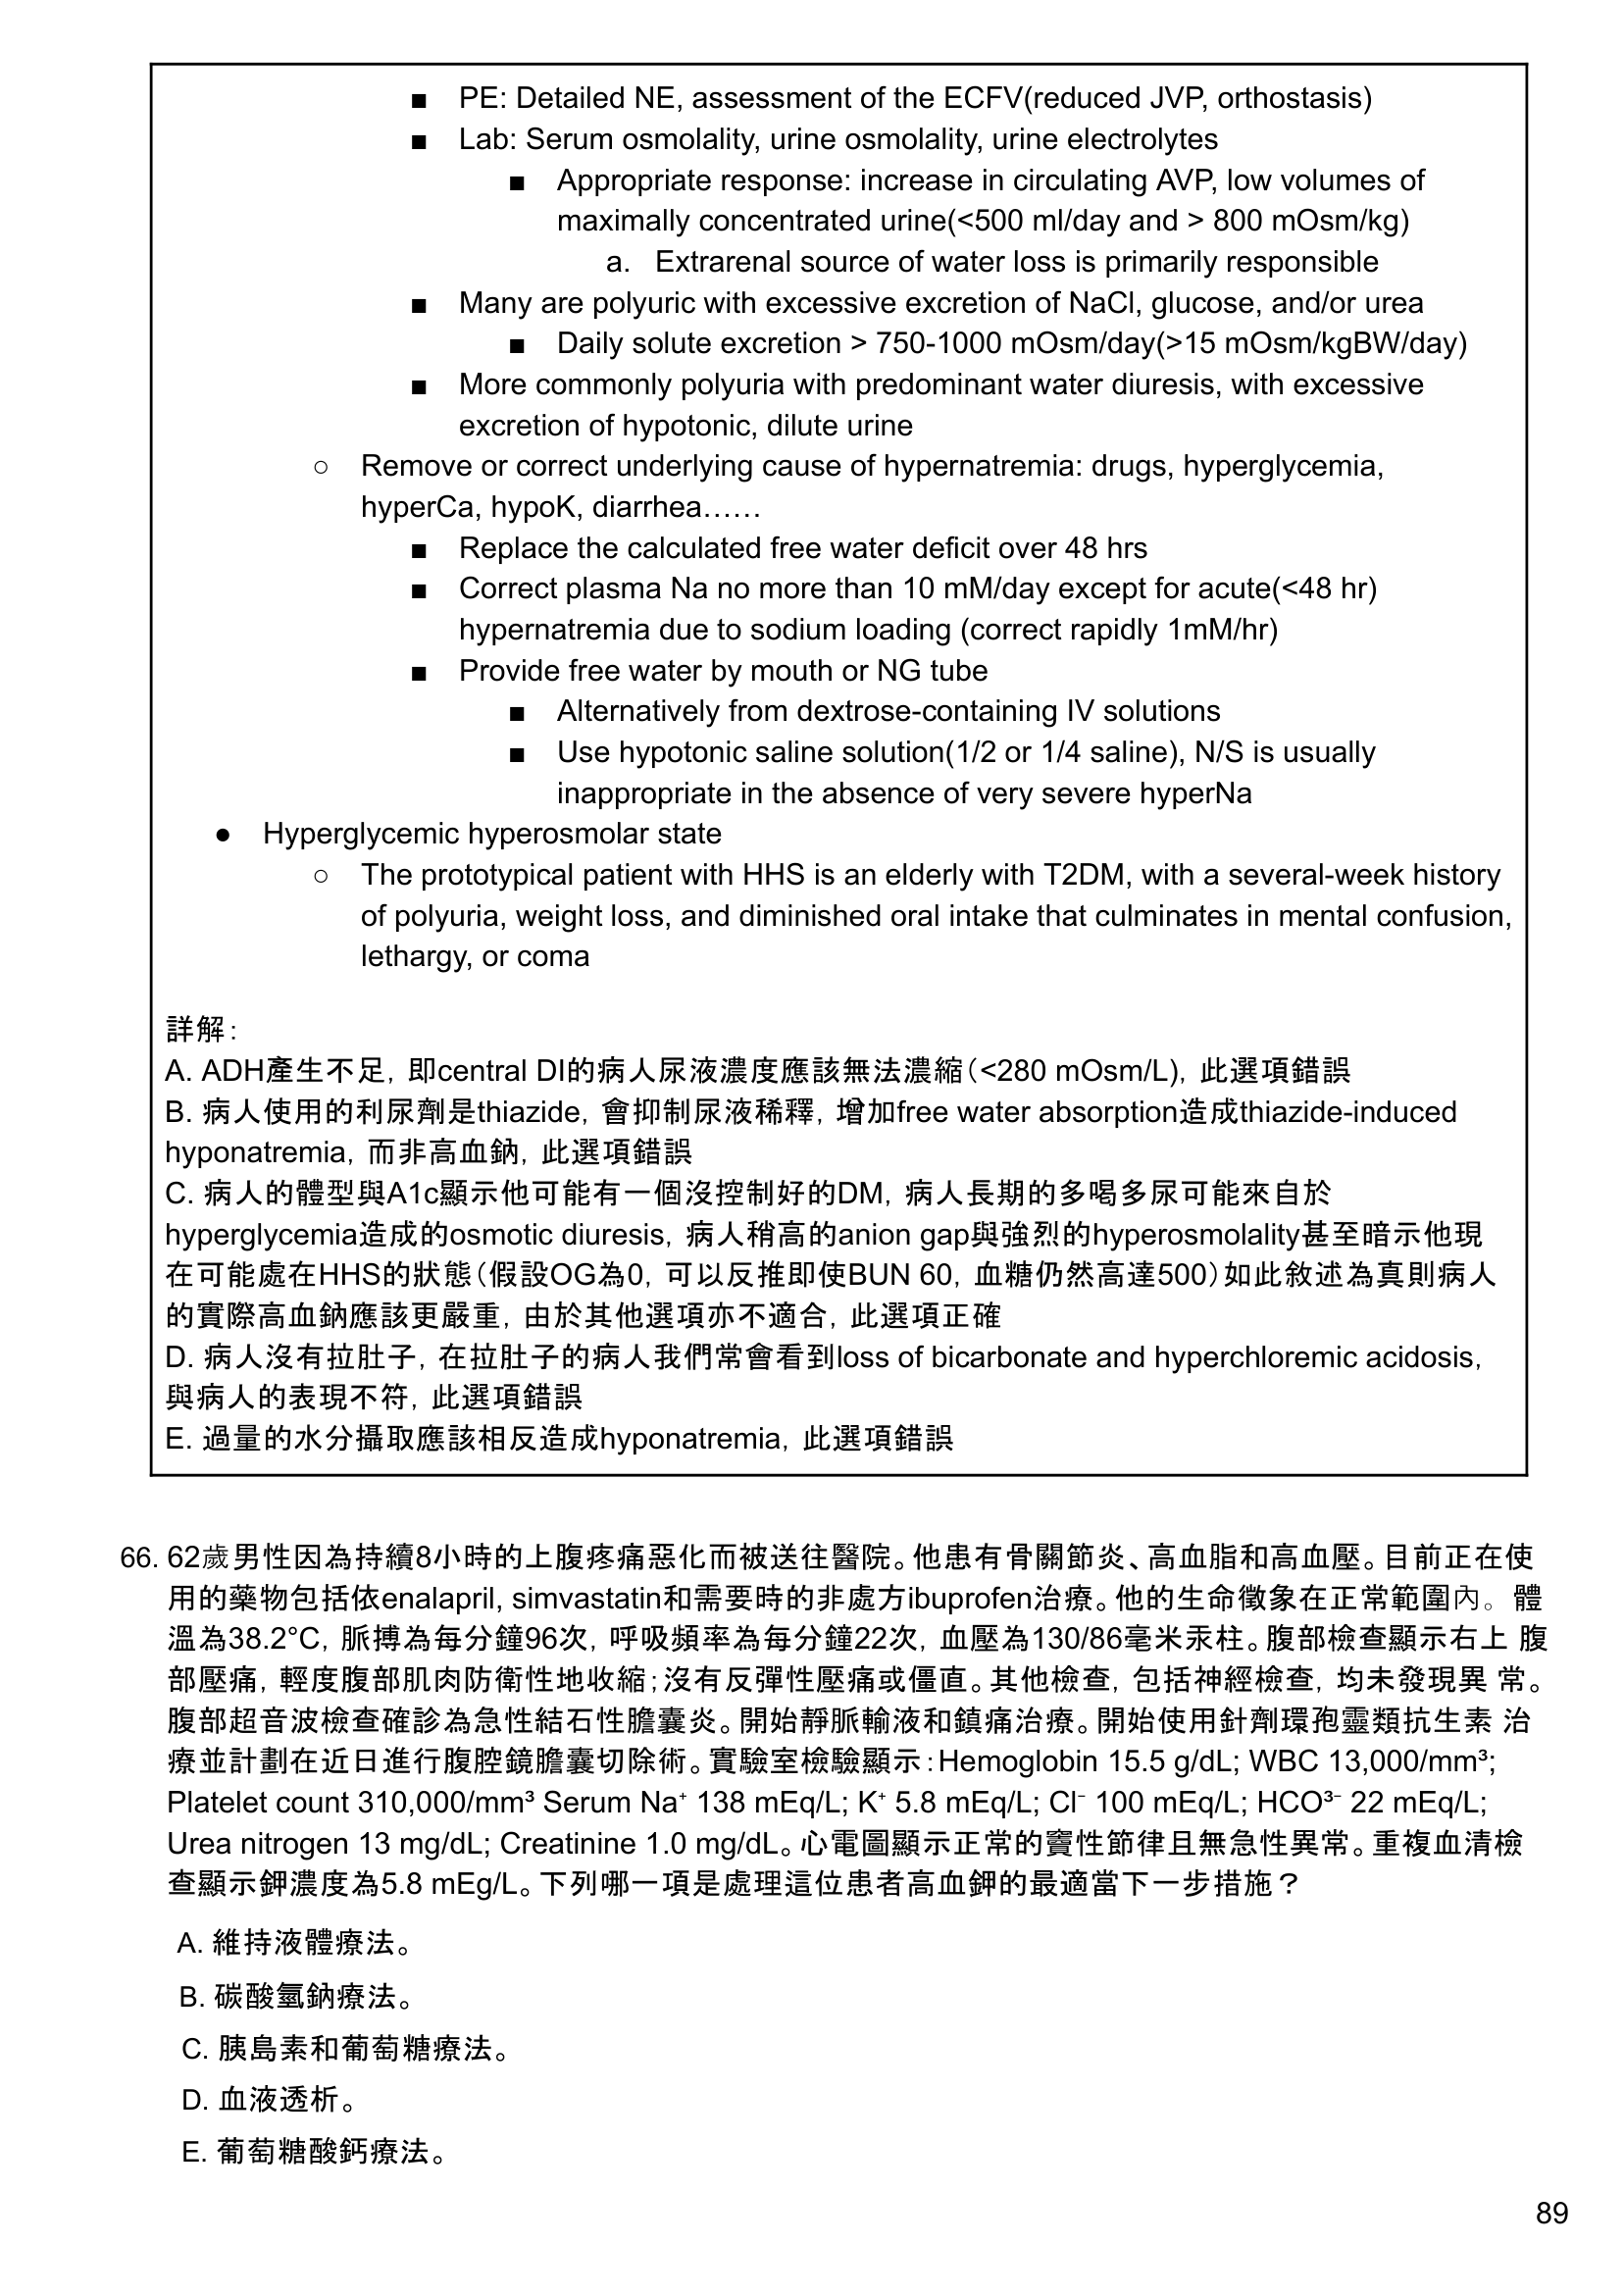 ■ PE: Detailed NE, assessment of the ECFV(reduced JVP, orthostasis)
■ Lab: Serum osmolality, urine osmolality, urine electrolytes
■ Appropriate response: increase in circulating AVP, low volumes of
maximally concentrated urine(<500 ml/day and > 800 mOsm/kg)
a. Extrarenal source of water loss is primarily responsible
■ Many are polyuric with excessive excretion of NaCl, glucose, and/or urea
■ Daily solute excretion > 750-1000 mOsm/day(>15 mOsm/kgBW/day)
■ More commonly polyuria with predominant water diuresis, with excessive
excretion of hypotonic, dilute urine
○ Remove or correct underlying cause of hypernatremia: drugs, hyperglycemia,
hyperCa, hypoK, diarrhea……
■ Replace the calculated free water deficit over 48 hrs
■ Correct plasma Na no more than 10 mM/day except for acute(<48 hr)
hypernatremia due to sodium loading (correct rapidly 1mM/hr)
■ Provide free water by mouth or NG tube
■ Alternatively from dextrose-containing IV solutions
■ Use hypotonic saline solution(1/2 or 1/4 saline), N/S is usually
inappropriate in the absence of very severe hyperNa
● Hyperglycemic hyperosmolar state
○ The prototypical patient with HHS is an elderly with T2DM, with a several-week history
of polyuria, weight loss, and diminished oral intake that culminates in mental confusion,
lethargy, or coma
詳解：
A. ADH產生不足，即central DI的病人尿液濃度應該無法濃縮（<280 mOsm/L)，此選項錯誤
B. 病人使用的利尿劑是thiazide，會抑制尿液稀釋，增加free water absorption造成thiazide-induced
hyponatremia，而非高血鈉，此選項錯誤
C. 病人的體型與A1c顯示他可能有一個沒控制好的DM，病人長期的多喝多尿可能來自於
hyperglycemia造成的osmotic diuresis，病人稍高的anion gap與強烈的hyperosmolality甚至暗示他現
在可能處在HHS的狀態（假設OG為0，可以反推即使BUN 60，血糖仍然高達500）如此敘述為真則病人
的實際高血鈉應該更嚴重，由於其他選項亦不適合，此選項正確
D. 病人沒有拉肚子，在拉肚子的病人我們常會看到loss of bicarbonate and hyperchloremic acidosis，
與病人的表現不符，此選項錯誤
E. 過量的水分攝取應該相反造成hyponatremia，此選項錯誤
66. 62歲男性因為持續8小時的上腹疼痛惡化而被送往醫院。他患有骨關節炎、高血脂和高血壓。目前正在使
用的藥物包括依enalapril, simvastatin和需要時的非處方ibuprofen治療。他的生命徵象在正常範圍內。 體
溫為38.2°C，脈搏為每分鐘96次，呼吸頻率為每分鐘22次，血壓為130/86毫米汞柱。腹部檢查顯示右上 腹
部壓痛，輕度腹部肌肉防衛性地收縮；沒有反彈性壓痛或僵直。其他檢查，包括神經檢查，均未發現異 常。
腹部超音波檢查確診為急性結石性膽囊炎。開始靜脈輸液和鎮痛治療。開始使用針劑環孢靈類抗生素 治
療並計劃在近日進行腹腔鏡膽囊切除術。實驗室檢驗顯示：Hemoglobin 15.5 g/dL; WBC 13,000/mm³;
Platelet count 310,000/mm³ Serum Na⁺ 138 mEq/L; K⁺ 5.8 mEq/L; Cl⁻ 100 mEq/L; HCO³⁻ 22 mEq/L;
Urea nitrogen 13 mg/dL; Creatinine 1.0 mg/dL。心電圖顯示正常的竇性節律且無急性異常。重複血清檢
查顯示鉀濃度為5.8 mEg/L。下列哪一項是處理這位患者高血鉀的最適當下一步措施？
A. 維持液體療法。
B. 碳酸氫鈉療法。
C. 胰島素和葡萄糖療法。
D. 血液透析。
E. 葡萄糖酸鈣療法。
89